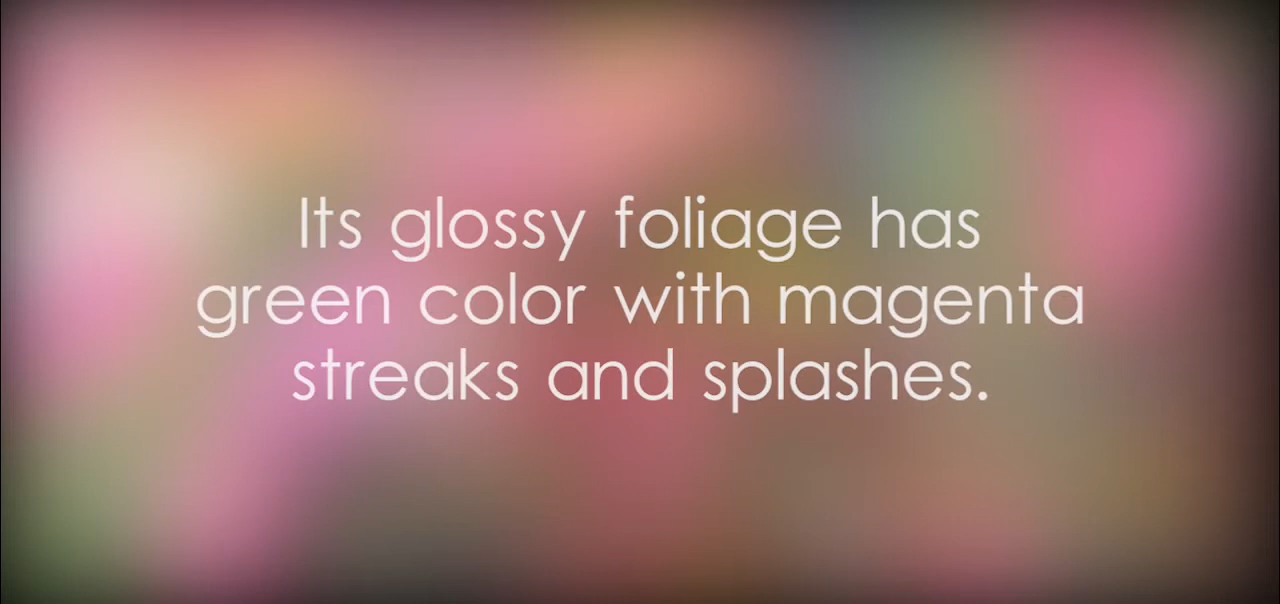 Its glossy foliage has
green color with magenta
streaks and splashes.